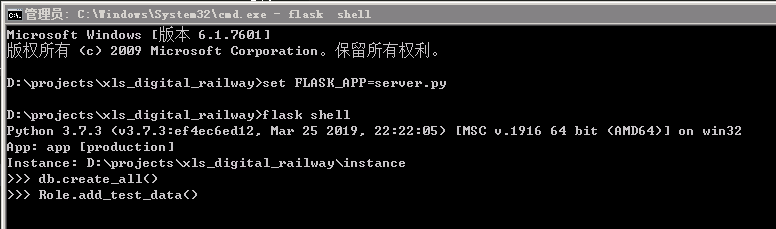 管理员: C:\Windows\System32\cmd.exe - flask  shell
Microsoft Windows [版本 6.1.7601]
版权所有 (c) 2009 Microsoft Corporation。保留所有权利。
D:\projects\xls_digital_railway>set FLASK_APP=server.py
D:\projects\xls_digital_railway>flask shell
Python 3.7.3 (v3.7.3:ef4ec6ed12, Mar 25 2019, 22:22:05) [MSC v.1916 64 bit (AMD64)] on win32
App: app [production]
Instance: D:\projects\xls_digital_railway\instance
>>> db.create_all()
>>> Role.add_test_data()